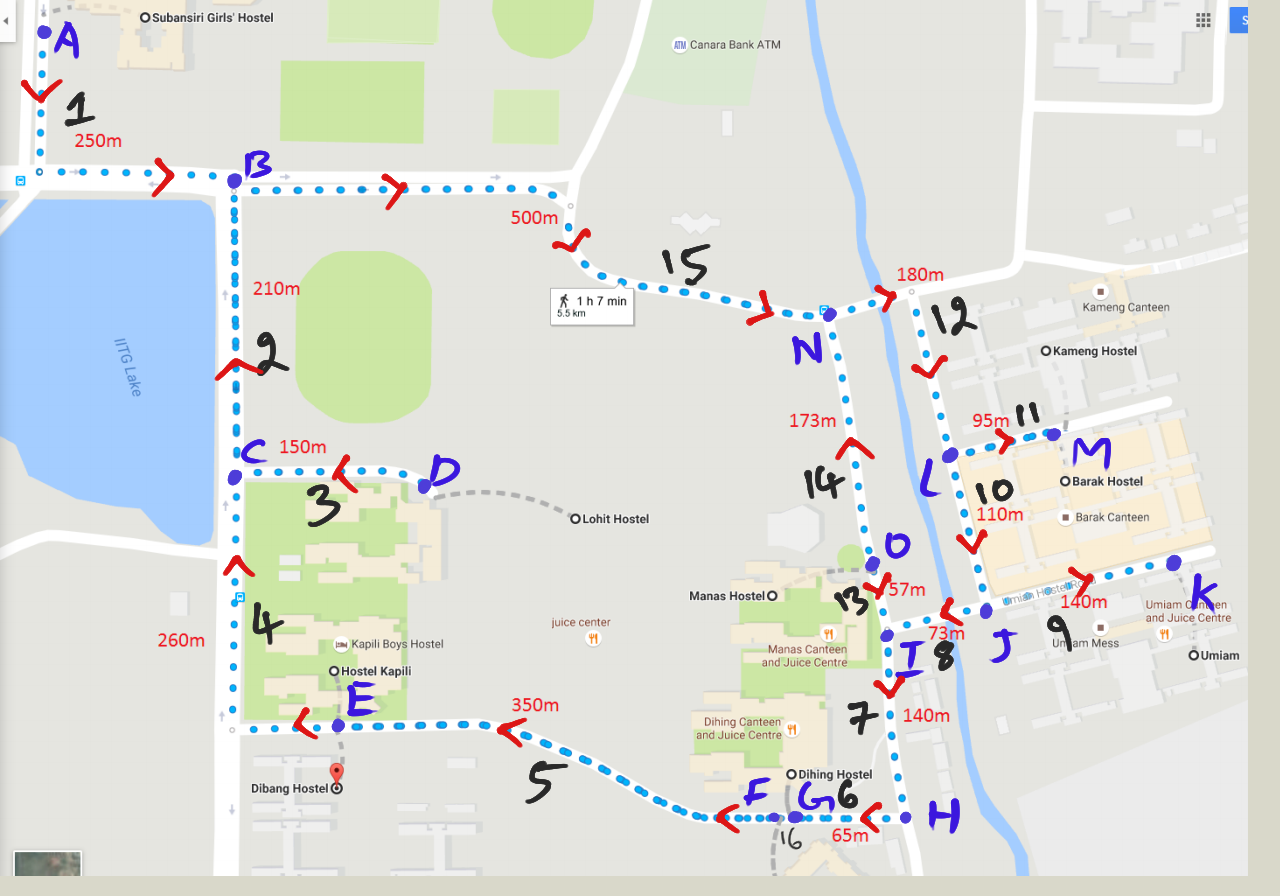 Subansiri Girls' Hostel
A
Canara Bank ATM
ATM
S
1
250m
B
500m
15
180m
Kameng Canteen
1 h 7 min
5.5 km
210m
N
12
Kameng Hostel
IITG Lake
2
173m
95m
11
M
C
150m
D
L
Barak Hostel
3
14
10
110m
Barak Canteen
Lohit Hostel
O
Manas Hostel
13
57m
Umiam Hostel Road
140m
K
Umiam Canteen
and Juice Centre
4
260m
juice center
73m
J
9
Umiam Mess
Kapili Boys Hostel
Manas Canteen
and Juice Centre
I
8
Umiam
Hostel Kapili
E
350m
7
140m
Dihing Canteen
and Juice Centre
5
Dibang Hostel
Dihing Hostel
F
G
6
H
16
65m